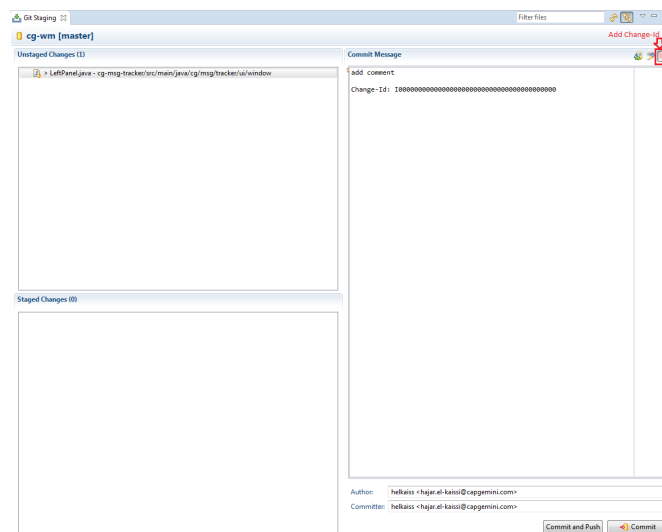 Git Staging
Filter files
cg-wm [master]
Add Change-Id
Unstaged Changes (1)
Commit Message
> LeftPanel.java - cg-msg-tracker/src/main/java/cg/msg/tracker/ui/window
add comment
Change-Id: I0000000000000000000000000000000000000000
Staged Changes (0)
Author: helkaiss <hajar.el-kaissi@capgemini.com>
Committer: helkaiss <hajar.el-kaissi@capgemini.com>
Commit and Push
Commit